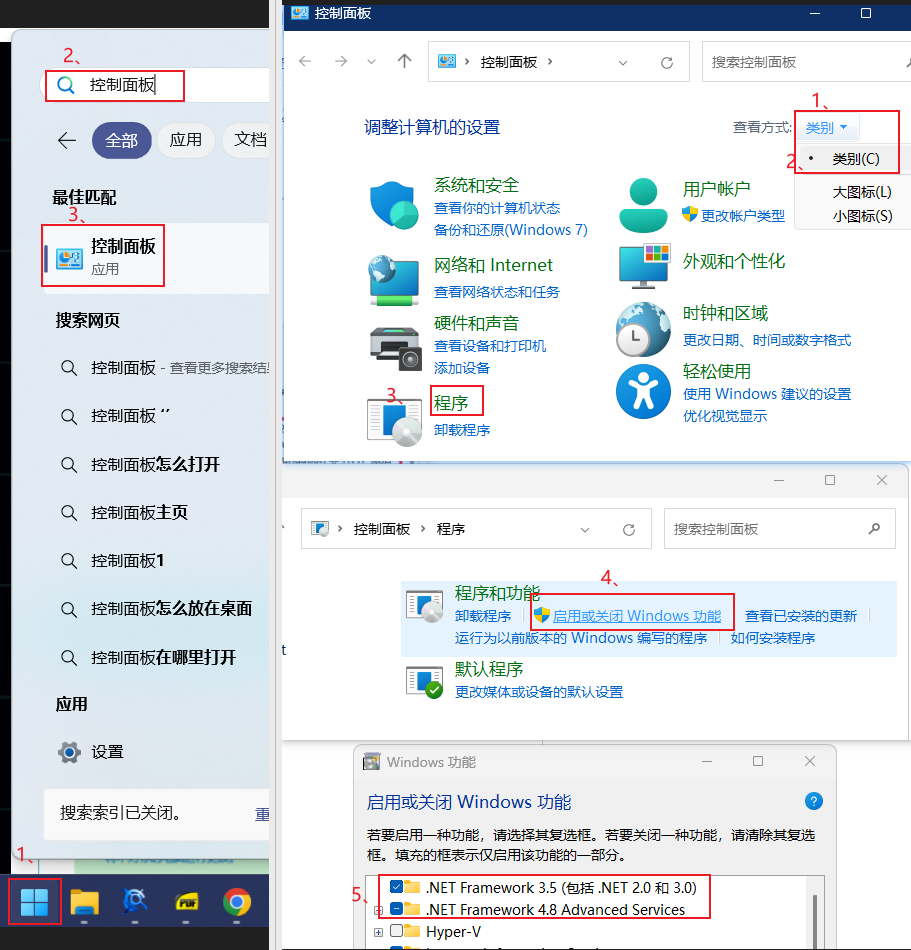 2、
控制面板
全部
应用
文档
最佳匹配
3、
控制面板
应用
搜索网页
控制面板 - 查看更多搜索结
控制面板 ‘’
控制面板怎么打开
控制面板主页
控制面板1
控制面板怎么放在桌面
控制面板在哪里打开
应用
设置
搜索索引已关闭。
重
1、
PDF
控制面板
控制面板
搜索控制面板
1、
调整计算机的设置
查看方式:
类别
2、
类别(C)
大图标(L)
小图标(S)
系统和安全
查看你的计算机状态
备份和还原(Windows 7)
网络和 Internet
查看网络状态和任务
硬件和声音
查看设备和打印机
添加设备
3、
程序
卸载程序
用户帐户
更改帐户类型
外观和个性化
时钟和区域
更改日期、时间或数字格式
轻松使用
使用 Windows 建议的设置
优化视觉显示
控制面板
程序
搜索控制面板
4、
程序和功能
卸载程序
启用或关闭 Windows 功能
查看已安装的更新
运行为以前版本的 Windows 编写的程序
如何安装程序
默认程序
更改媒体或设备的默认设置
t
Windows 功能
启用或关闭 Windows 功能
若要启用一种功能，请选择其复选框。若要关闭一种功能，请清除其复选
框。填充的框表示仅启用该功能的一部分。
5、
.NET Framework 3.5 (包括 .NET 2.0 和 3.0)
.NET Framework 4.8 Advanced Services
Hyper-V